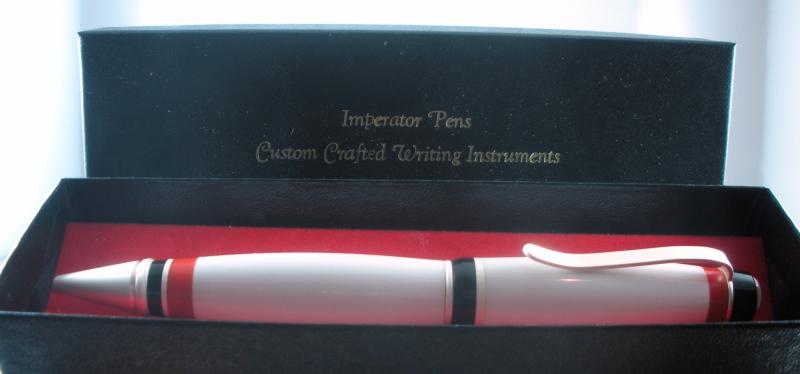 Imperator Pens
Custom Crafted Writing Instruments